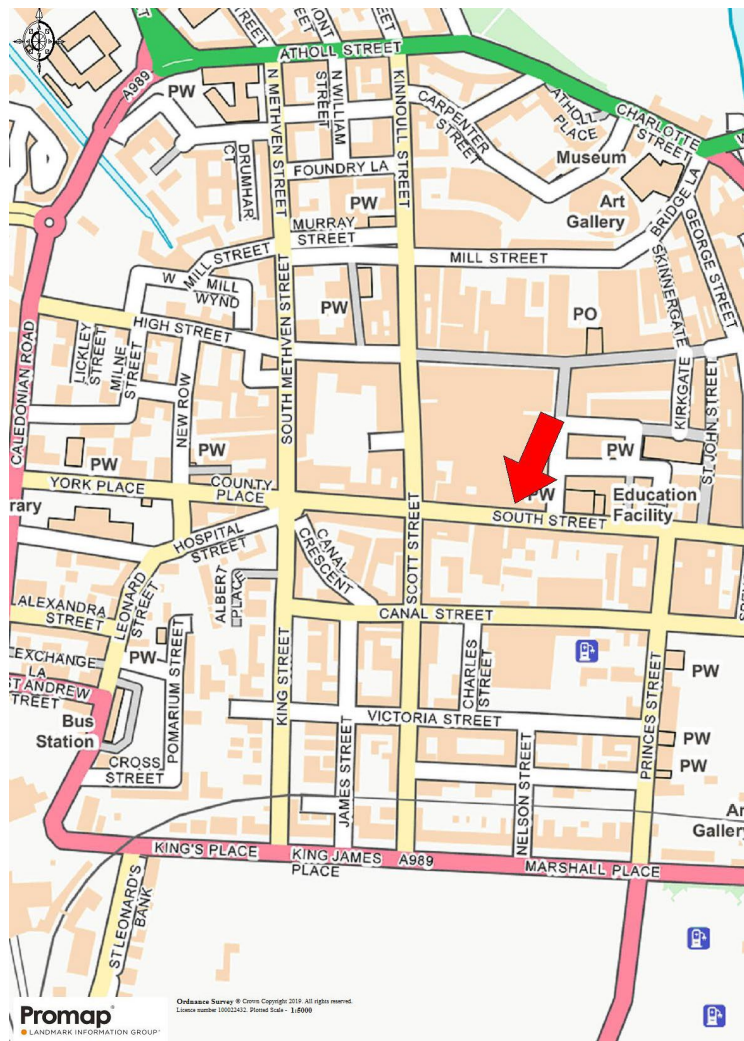 ATHOLL STREET
A989
PW
N METHVEN STREET
N WILLIAM
STREET
KINNOULL STREET
CARPENTER
STREET
ATHOLL
PLACE
CHARLOTTE
STREET
DRUMHAR
CT
FOUNDRY LA
Museum
Art
Gallery
BRIDGE LA
GEORGE STREET
PW
MURRAY
STREET
MILL STREET
MILL STREET
SKINNERGATE
W MILL
WYND
PW
PO
HIGH STREET
SOUTH METHVEN STREET
CALEDONIAN ROAD
LICKLEY
STREET
MILNE
STREET
NEW ROW
KIRKGATE
ST JOHN STREET
PW
PW
PW
YORK PLACE
COUNTY
PLACE
PW
Education
Facility
SOUTH STREET
rary
HOSPITAL
STREET
SCOTT STREET
CANAL
CRESCENT
LEONARD
STREET
ALBERT
PLACE
ALEXANDRA
STREET
CANAL STREET
EXCHANGE
LA
ST ANDREW
STREET
PW
POMARIUM STREET
KING STREET
CHARLES
STREET
PRINCES STREET
PW
Bus
Station
VICTORIA STREET
PW
PW
CROSS
STREET
JAMES STREET
NELSON STREET
Ar
Gallery
KING'S PLACE
KING JAMES
PLACE
A989
MARSHALL PLACE
ST LEONARD'S
BANK
Promap
LANDMARK INFORMATION GROUP
Ordnance Survey © Crown Copyright 2019. All rights reserved.
Licence number 100022432. Plotted Scale - 1:5000